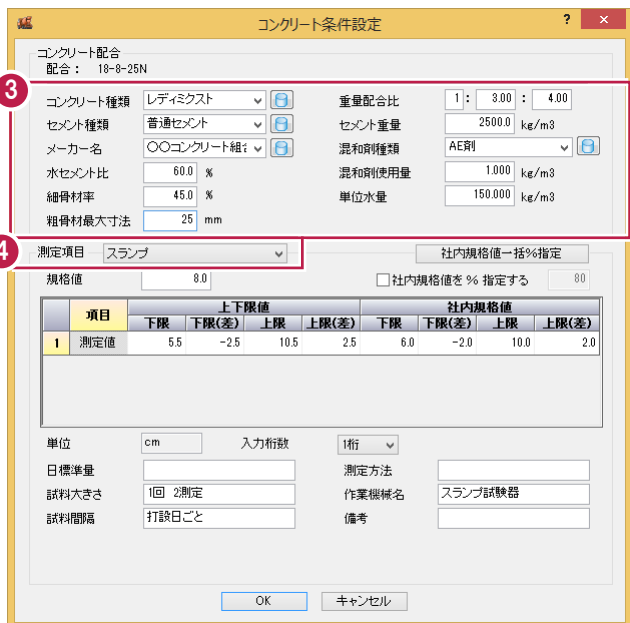 コンクリート条件設定 ? ×
コンクリート配合
配合： 18-8-25N
3
コンクリート種類 レディミクスト 重量配合比 1 : 3.00 : 4.00
セメント種類 普通セメント セメント重量 2500.0 kg/m3
メーカー名 〇〇コンクリート組 混和剤種類 AE剤
水セメント比 60.0 % 混和剤使用量 1.000 kg/m3
細骨材率 45.0 % 単位水量 150.000 kg/m3
粗骨材最大寸法 25 mm
4
測定項目 スランプ 社内規格値一括%指定
規格値 8.0 社内規格値を % 指定する 80
項目 上下限値 社内規格値
下限 下限(差) 上限 上限(差) 下限 下限(差) 上限 上限(差)
1 測定値 5.5 -2.5 10.5 2.5 6.0 -2.0 10.0 2.0
単位 cm 入力桁数 1桁
日標準量 測定方法
試料大きさ 1回 2測定 作業機械名 スランプ試験器
試料間隔 打設日ごと 備考
OK キャンセル